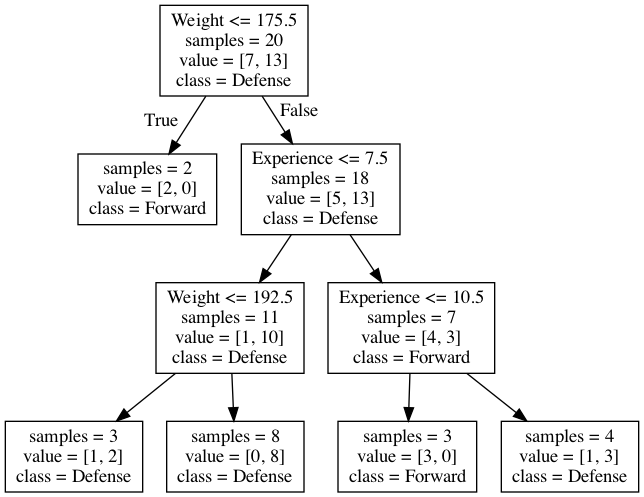 Weight <= 175.5
samples = 20
value = [7, 13]
class = Defense
True
False
samples = 2
value = [2, 0]
class = Forward
Experience <= 7.5
samples = 18
value = [5, 13]
class = Defense
Weight <= 192.5
samples = 11
value = [1, 10]
class = Defense
Experience <= 10.5
samples = 7
value = [4, 3]
class = Forward
samples = 3
value = [1, 2]
class = Defense
samples = 8
value = [0, 8]
class = Defense
samples = 3
value = [3, 0]
class = Forward
samples = 4
value = [1, 3]
class = Defense